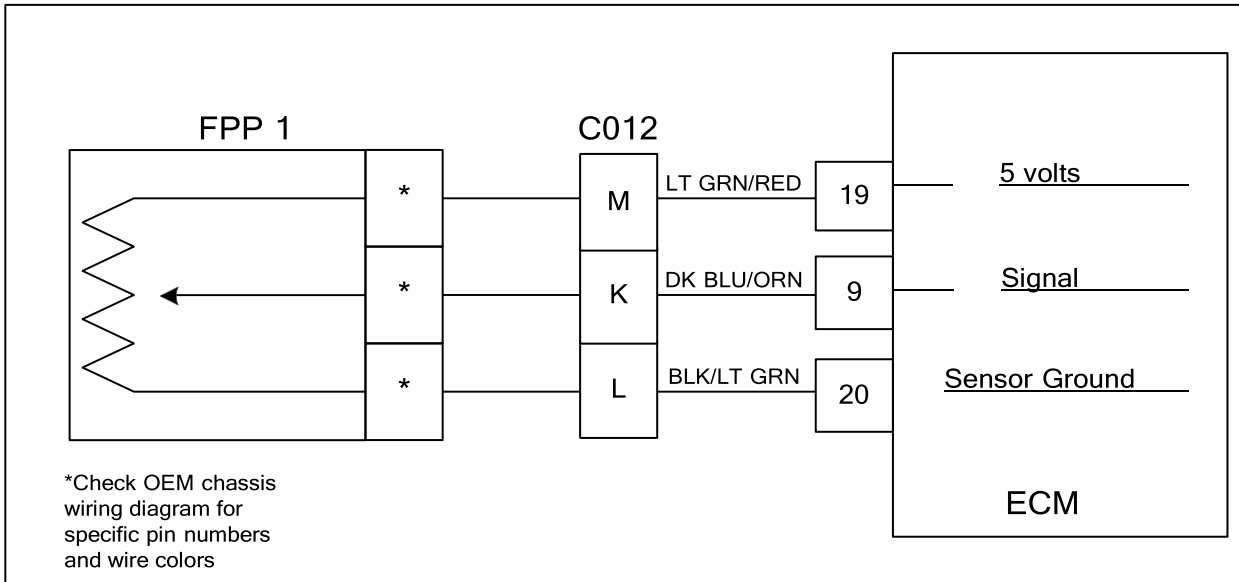 FPP 1
C012
*
M
LT GRN/RED
19
5 volts
*
K
DK BLU/ORN
9
Signal
*
L
BLK/LT GRN
20
Sensor Ground
ECM
*Check OEM chassis
wiring diagram for
specific pin numbers
and wire colors